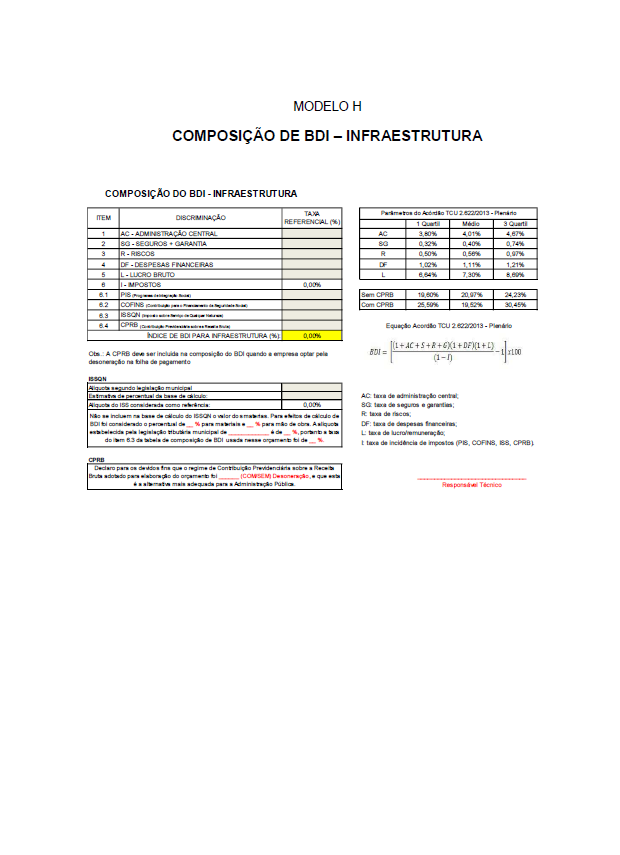 MODELO H
COMPOSIÇÃO DE BDI – INFRAESTRUTURA
COMPOSIÇÃO DO BDI - INFRAESTRUTURA
ITEM DISCRIMINAÇÃO TAXA REFERENCIAL (%)
1 AC - ADMINISTRAÇÃO CENTRAL
2 SG - SEGUROS + GARANTIA
3 R - RISCOS
4 DF - DESPESAS FINANCEIRAS
5 L - LUCRO BRUTO
6 I - IMPOSTOS 0,00%
6.1 PIS (Programas de Integração Social)
6.2 COFINS (Contribuição para o Financiamento da Seguridade Social)
6.3 ISSQN (Imposto sobre Serviço de Qualquer Natureza)
6.4 CPRB (Contribuição Previdenciária sobre a Receita Bruta)
ÍNDICE DE BDI PARA INFRAESTRUTURA (%) 0,00%
Obs.: A CPRB deve ser incluida na composição do BDI quando a empresa optar pela
desoneração na folha de pagamento
ISSQN
Alíquota segundo legislação municipal
Estimativa de percentual da base de cálculo:
Alíquota do ISS considerada como referência: 0,00%
Não se incluem na base de cálculo do ISSQN o valor dos materias. Para efeitos de cálculo de
BDI foi considerado o percentual de __ % para materiais e __ % para mão de obra. A alíquota
estabelecida pela legislação tributária municipal de ____________ é de __ %, portanto a taxa
do item 6.3 da tabela de composição de BDI usada nesse orçamento foi de __ %.
CPRB
Declaro para os devidos fins que o regime de Contribuição Previdenciária sobre a Receita
Bruta adotado para elaboração do orçamento foi ______ (COM/SEM) Desoneração, e que esta
é a alternativa mais adequada para a Administração Pública.
Parâmetros do Acórdão TCU 2.622/2013 - Plenário
1 Quartil Médio 3 Quartil
AC 3,80% 4,01% 4,67%
SG 0,32% 0,40% 0,74%
R 0,50% 0,56% 0,97%
DF 1,02% 1,11% 1,21%
L 6,64% 7,30% 8,69%
Sem CPRB 19,60% 20,97% 24,23%
Com CPRB 25,59% 19,52% 30,45%
Equação Acórdão TCU 2.622/2013 - Plenário
BDI = [(1+AC+S+R+G)(1+DF)(1+L)/(1-I) - 1] x100
AC: taxa de administração central;
SG: taxa de seguros e garantias;
R: taxa de riscos;
DF: taxa de despesas financeiras;
L: taxa de lucro/remuneração;
I: taxa de incidência de impostos (PIS, COFINS, ISS, CPRB).
Responsável Técnico